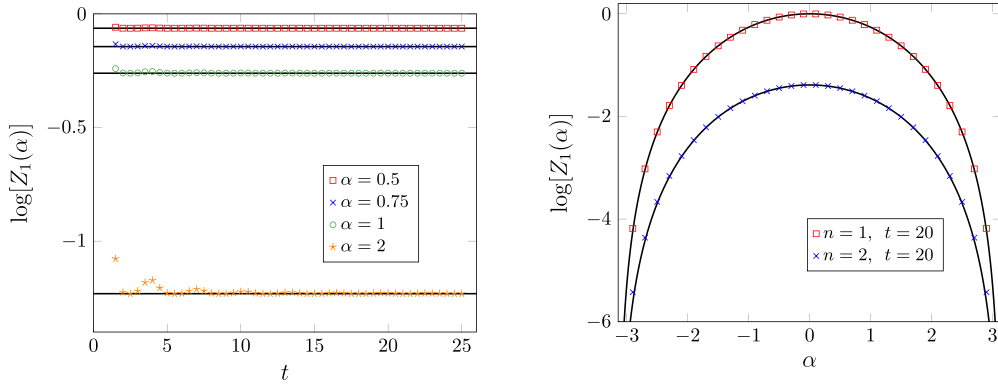 log[Z₁(α)]
0
−0.5
−1
α = 0.5
α = 0.75
α = 1
α = 2
0 5 10 15 20 25
t
log[Z₁(α)]
0
−2
−4
−6
n = 1, t = 20
n = 2, t = 20
−3 −2 −1 0 1 2 3
α